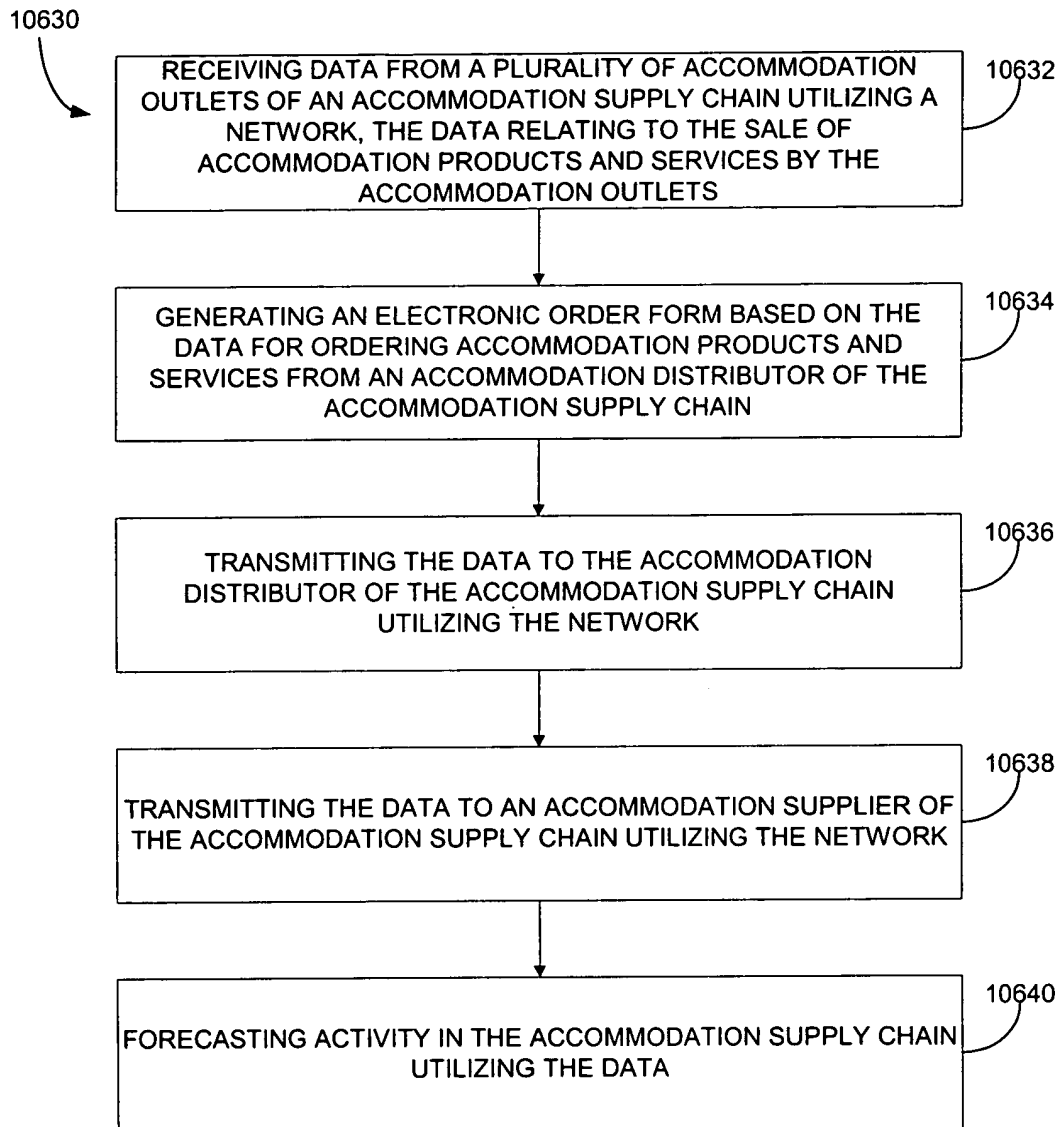 10630
RECEIVING DATA FROM A PLURALITY OF ACCOMMODATION
OUTLETS OF AN ACCOMMODATION SUPPLY CHAIN UTILIZING A
NETWORK, THE DATA RELATING TO THE SALE OF
ACCOMMODATION PRODUCTS AND SERVICES BY THE
ACCOMMODATION OUTLETS
10632
GENERATING AN ELECTRONIC ORDER FORM BASED ON THE
DATA FOR ORDERING ACCOMMODATION PRODUCTS AND
SERVICES FROM AN ACCOMMODATION DISTRIBUTOR OF THE
ACCOMMODATION SUPPLY CHAIN
10634
TRANSMITTING THE DATA TO THE ACCOMMODATION
DISTRIBUTOR OF THE ACCOMMODATION SUPPLY CHAIN
UTILIZING THE NETWORK
10636
TRANSMITTING THE DATA TO AN ACCOMMODATION SUPPLIER OF
THE ACCOMMODATION SUPPLY CHAIN UTILIZING THE NETWORK
10638
FORECASTING ACTIVITY IN THE ACCOMMODATION SUPPLY CHAIN
UTILIZING THE DATA
10640